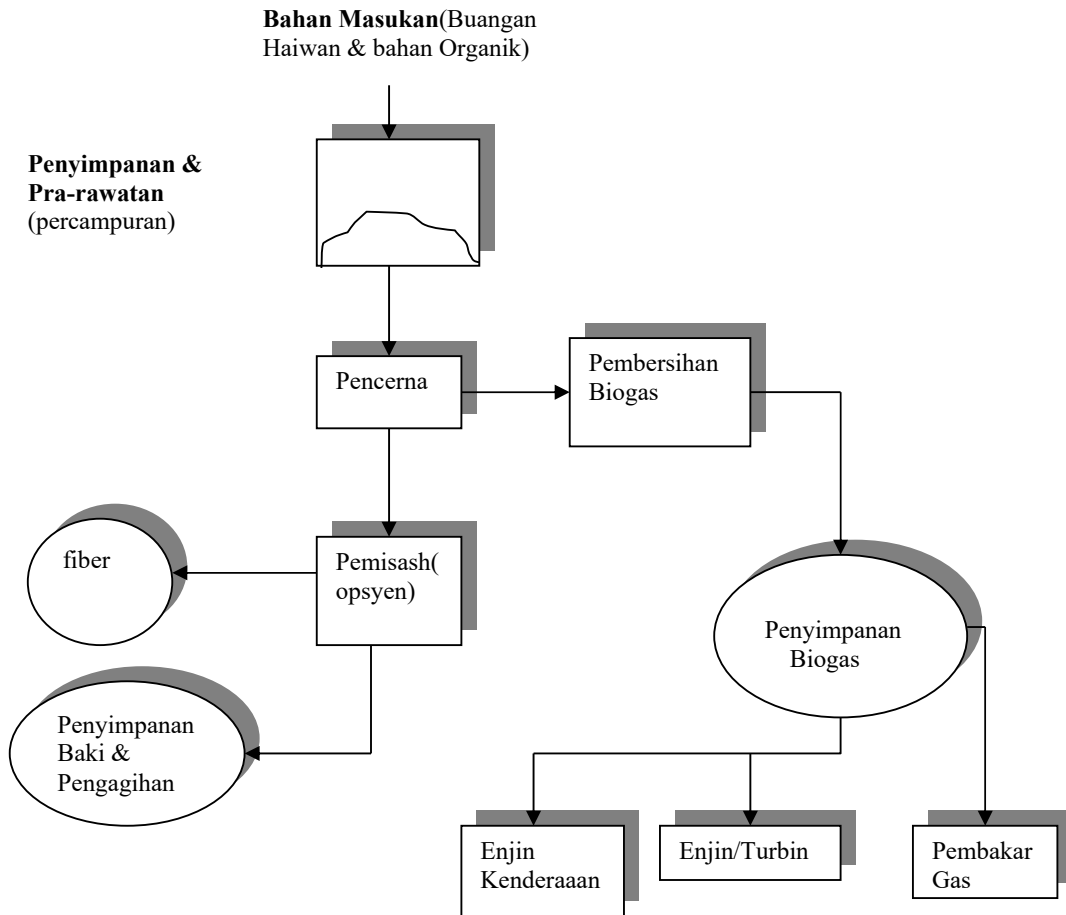 Bahan Masukan(Buangan
Haiwan & bahan Organik)
Penyimpanan &
Pra-rawatan
(percampuran)
Pencerna
Pembersihan
Biogas
fiber
Pemisash(
opsyen)
Penyimpanan
Biogas
Penyimpanan
Baki &
Pengagihan
Enjin
Kenderaaan
Enjin/Turbin
Pembakar
Gas